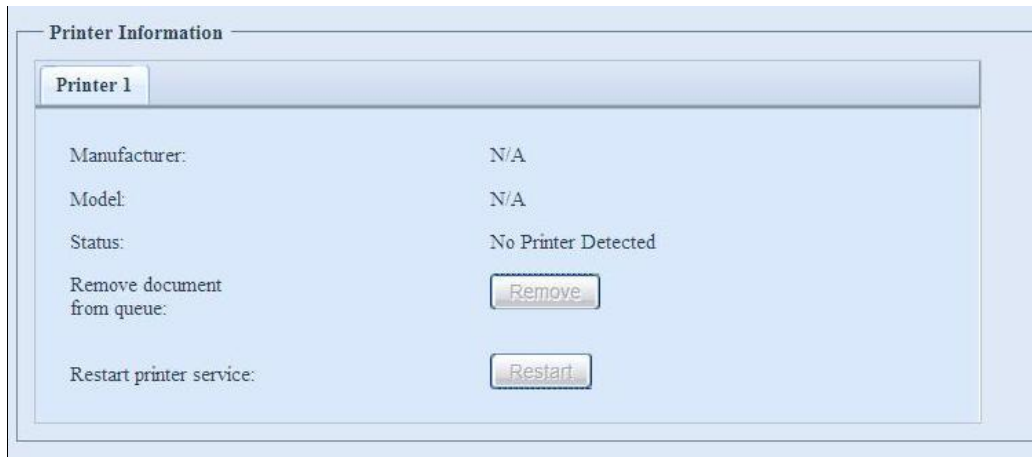 Printer Information
Printer 1
Manufacturer: N/A
Model: N/A
Status: No Printer Detected
Remove document
from queue: Remove
Restart printer service: Restart